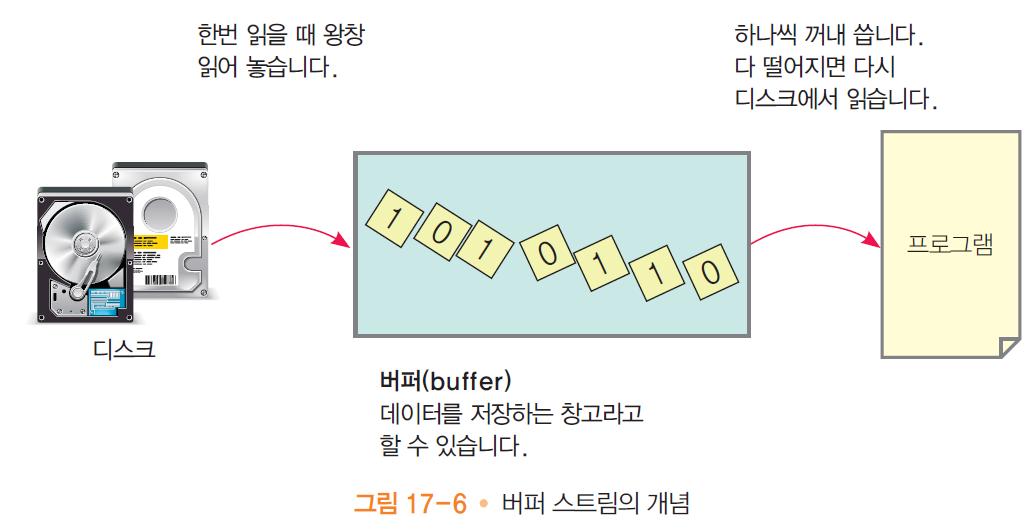 한번 읽을 때 왕창
읽어 놓습니다.
하나씩 꺼내 씁니다.
다 떨어지면 다시
디스크에서 읽습니다.
1 0 1 0 1 1 0
프로그램
디스크
버퍼(buffer)
데이터를 저장하는 창고라고
할 수 있습니다.
그림 17-6 • 버퍼 스트림의 개념